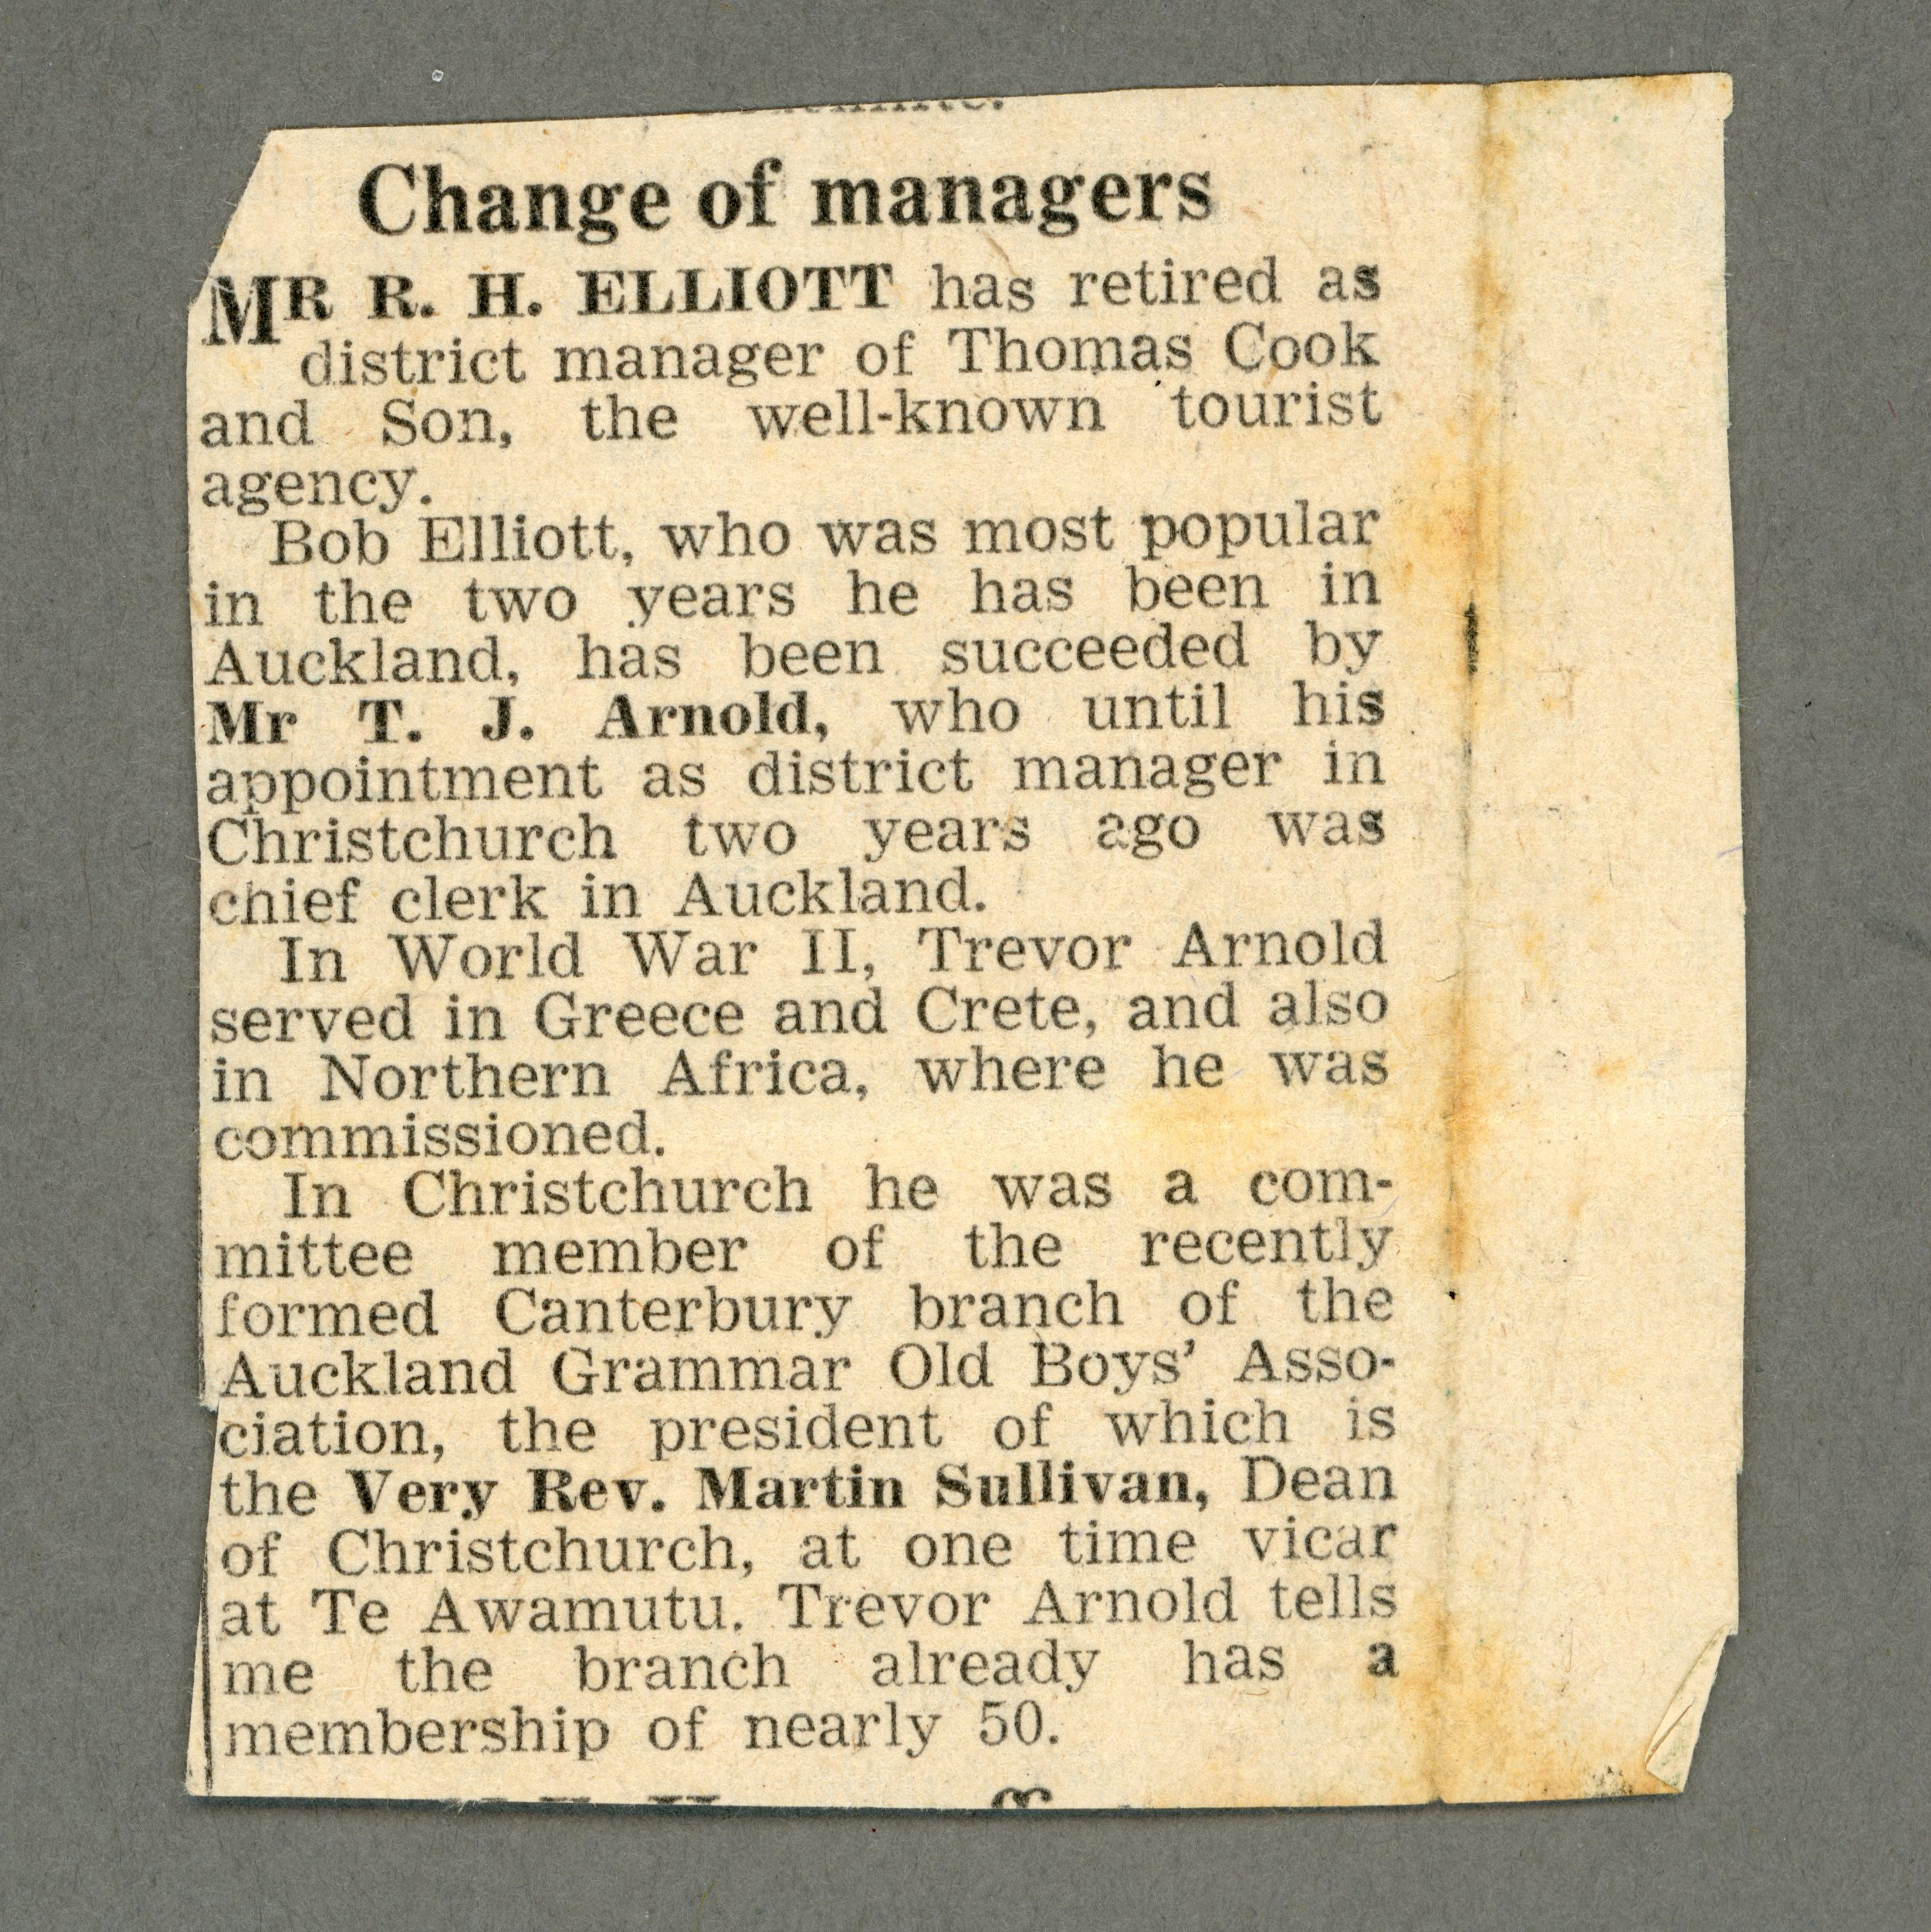 Change of managers
MR R. H. ELLIOTT has retired as
district manager of Thomas Cook
and Son, the well-known tourist
agency.
Bob Elliott, who was most popular
in the two years he has been in
Auckland, has been succeeded by
Mr T. J. Arnold, who until his
appointment as district manager in
Christchurch two years ago was
chief clerk in Auckland.
In World War II, Trevor Arnold
served in Greece and Crete, and also
in Northern Africa, where he was
commissioned.
In Christchurch he was a com-
mittee member of the recently
formed Canterbury branch of the
Auckland Grammar Old Boys' Asso-
ciation, the president of which is
the Very Rev. Martin Sullivan, Dean
of Christchurch, at one time vicar
at Te Awamutu. Trevor Arnold tells
me the branch already has a
membership of nearly 50.